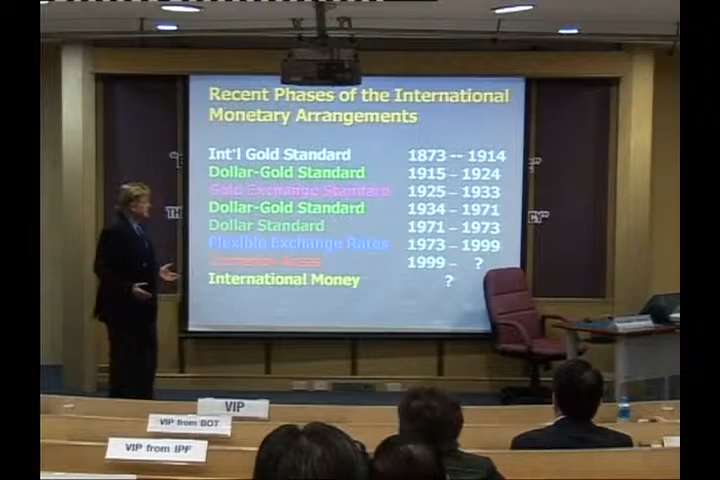 Recent Phases of the International
Monetary Arrangements
Int'l Gold Standard 1873 -- 1914
Dollar-Gold Standard 1915 – 1924
Gold Exchange Standard 1925 – 1933
Dollar-Gold Standard 1934 – 1971
Dollar Standard 1971 – 1973
Flexible Exchange Rates 1973 – 1999
Currency Areas 1999 – ?
International Money ?
TH
CY"
VIP
VIP from BOT
VIP from IPF